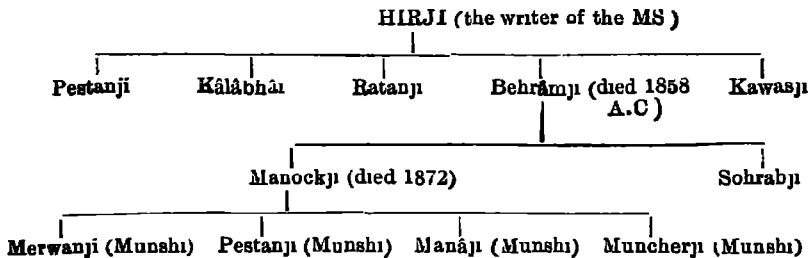 HIRJI (the writer of the MS)
Pestanji Kâlâbhâi Ratanji Behrâmji (died 1858 Kawasji
A.C)
Manockji (died 1872) Sohrabji
Merwanji (Munshi) Pestanji (Munshi) Manâji (Munshi) Muncherji (Munshi)